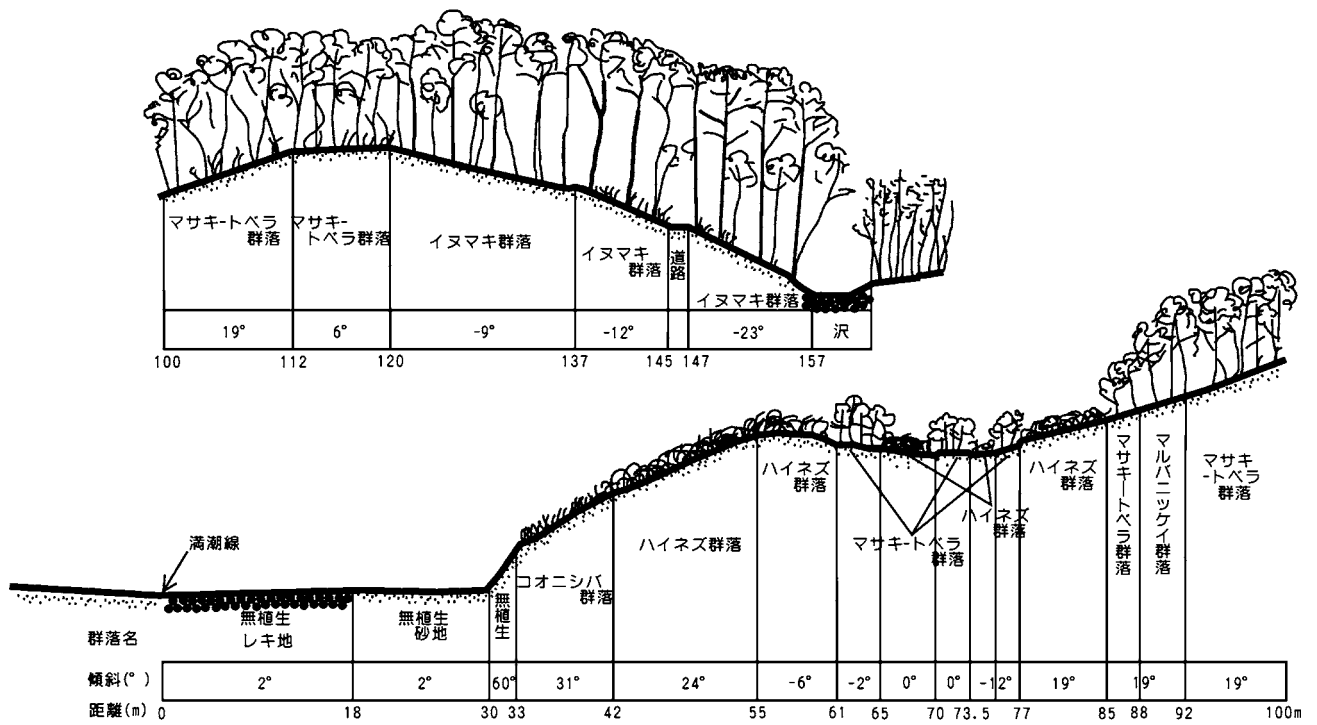 マサキ-トベラ
群落
マサキ-
トベラ群落
イヌマキ群落
イヌマキ
群落
道路
イヌマキ群落
19° 6° -9° -12° -23° 沢
100 112 120 137 145 147 157
満潮線
群落名
無植生
レキ地
無植生
砂地
無植生
コオニシバ
群落
ハイネズ群落
ハイネズ
群落
マサキ-トベラ
群落
ハイネズ
群落
ハイネズ
群落
マサキートベラ群落
マルバニッケイ群落
マサキ
-トベラ
群落
傾斜(°) 2° 2° 60° 31° 24° -6° -2° 0° 0° -12° 19° 19° 19°
距離(m) 0 18 30 33 42 55 61 65 70 73.5 77 85 88 92 100m